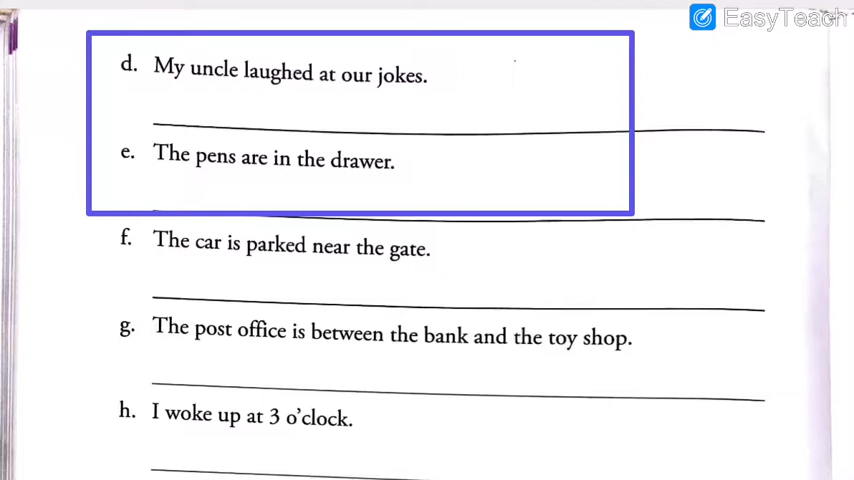 EasyTeach
d. My uncle laughed at our jokes.
e. The pens are in the drawer.
f. The car is parked near the gate.
g. The post office is between the bank and the toy shop.
h. I woke up at 3 o'clock.